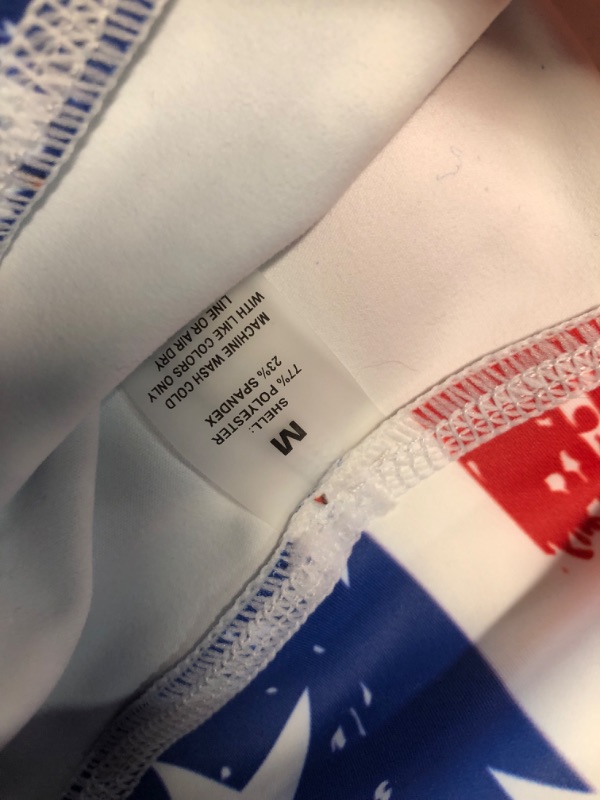 M
SHELL:
77% POLYESTER
23% SPANDEX
MACHINE WASH COLD
WITH LIKE COLORS ONLY
LINE OR AIR DRY